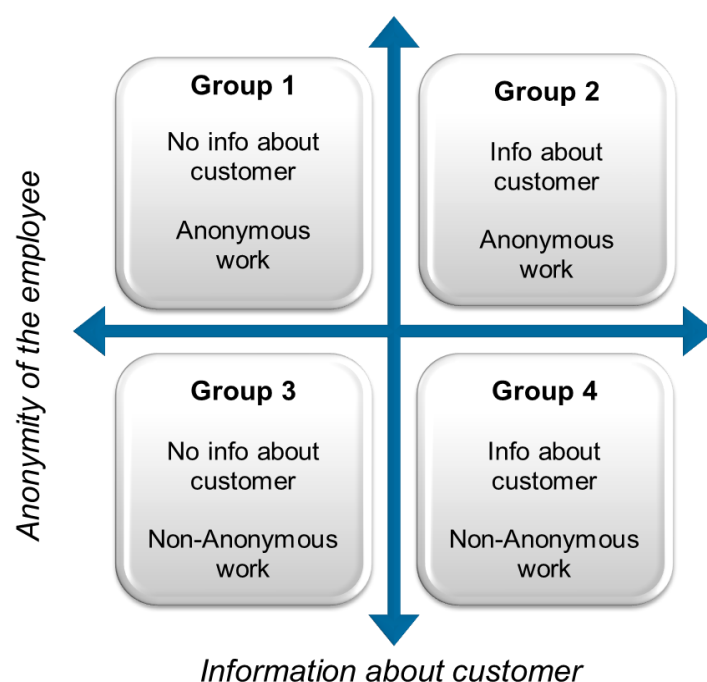 Group 1
No info about
customer
Anonymous
work
Group 2
Info about
customer
Anonymous
work
Anonymity of the employee
Group 3
No info about
customer
Non-Anonymous
work
Group 4
Info about
customer
Non-Anonymous
work
Information about customer